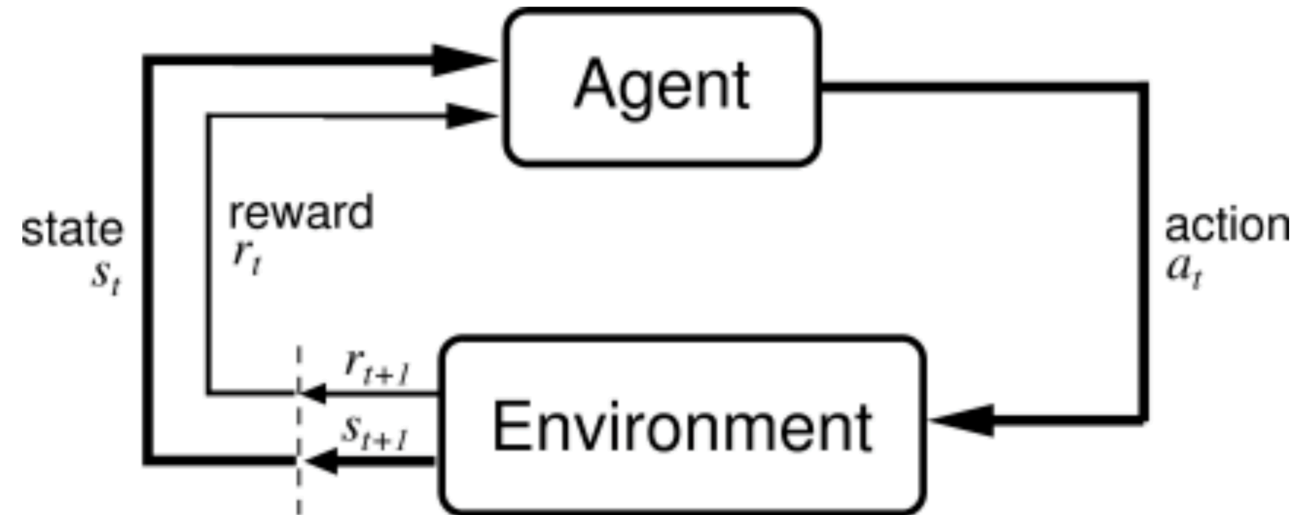 Agent
state
s_t
reward
r_t
action
a_t
r_{t+1}
s_{t+1}
Environment